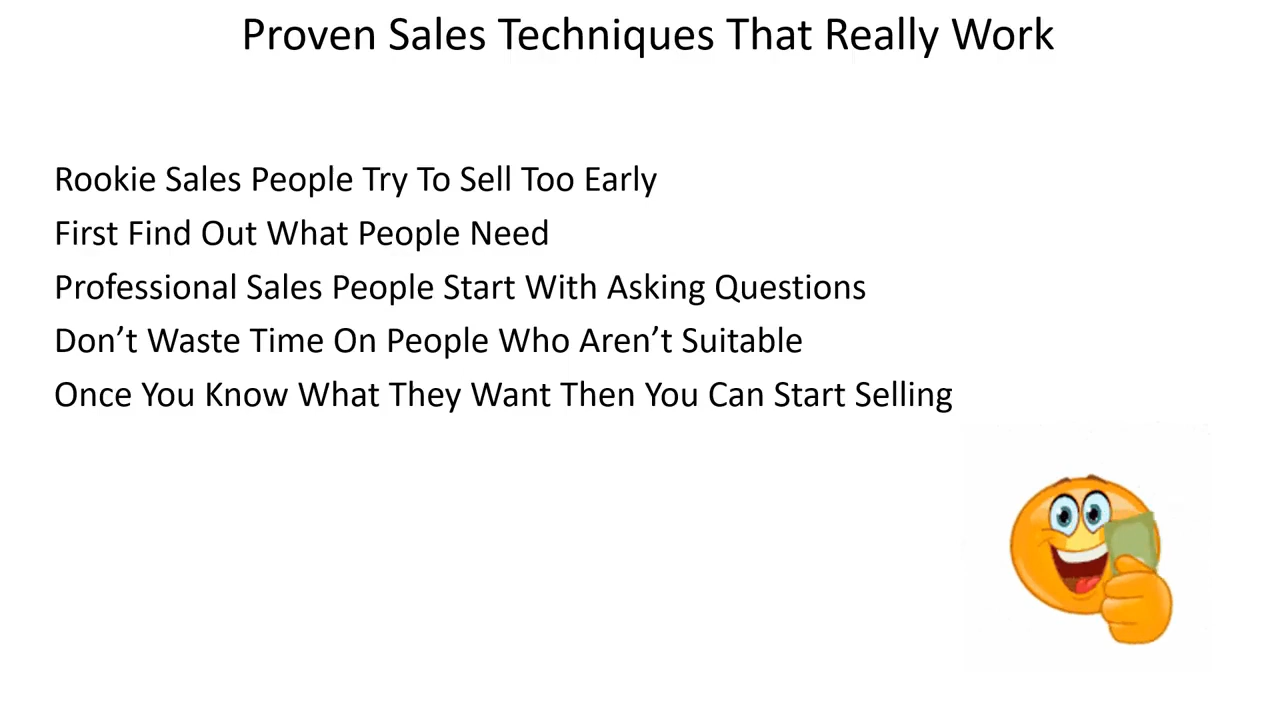 Proven Sales Techniques That Really Work
Rookie Sales People Try To Sell Too Early
First Find Out What People Need
Professional Sales People Start With Asking Questions
Don’t Waste Time On People Who Aren’t Suitable
Once You Know What They Want Then You Can Start Selling